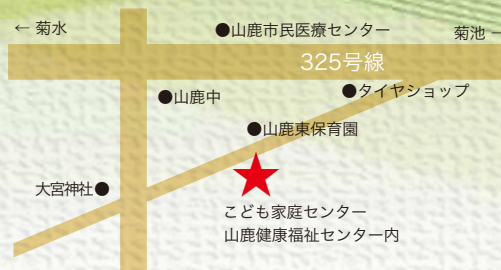 ← 菊水
●山鹿市民医療センター
菊池 →
325号線
●タイヤショップ
●山鹿中
●山鹿東保育園
大宮神社●
こども家庭センター
山鹿健康福祉センター内